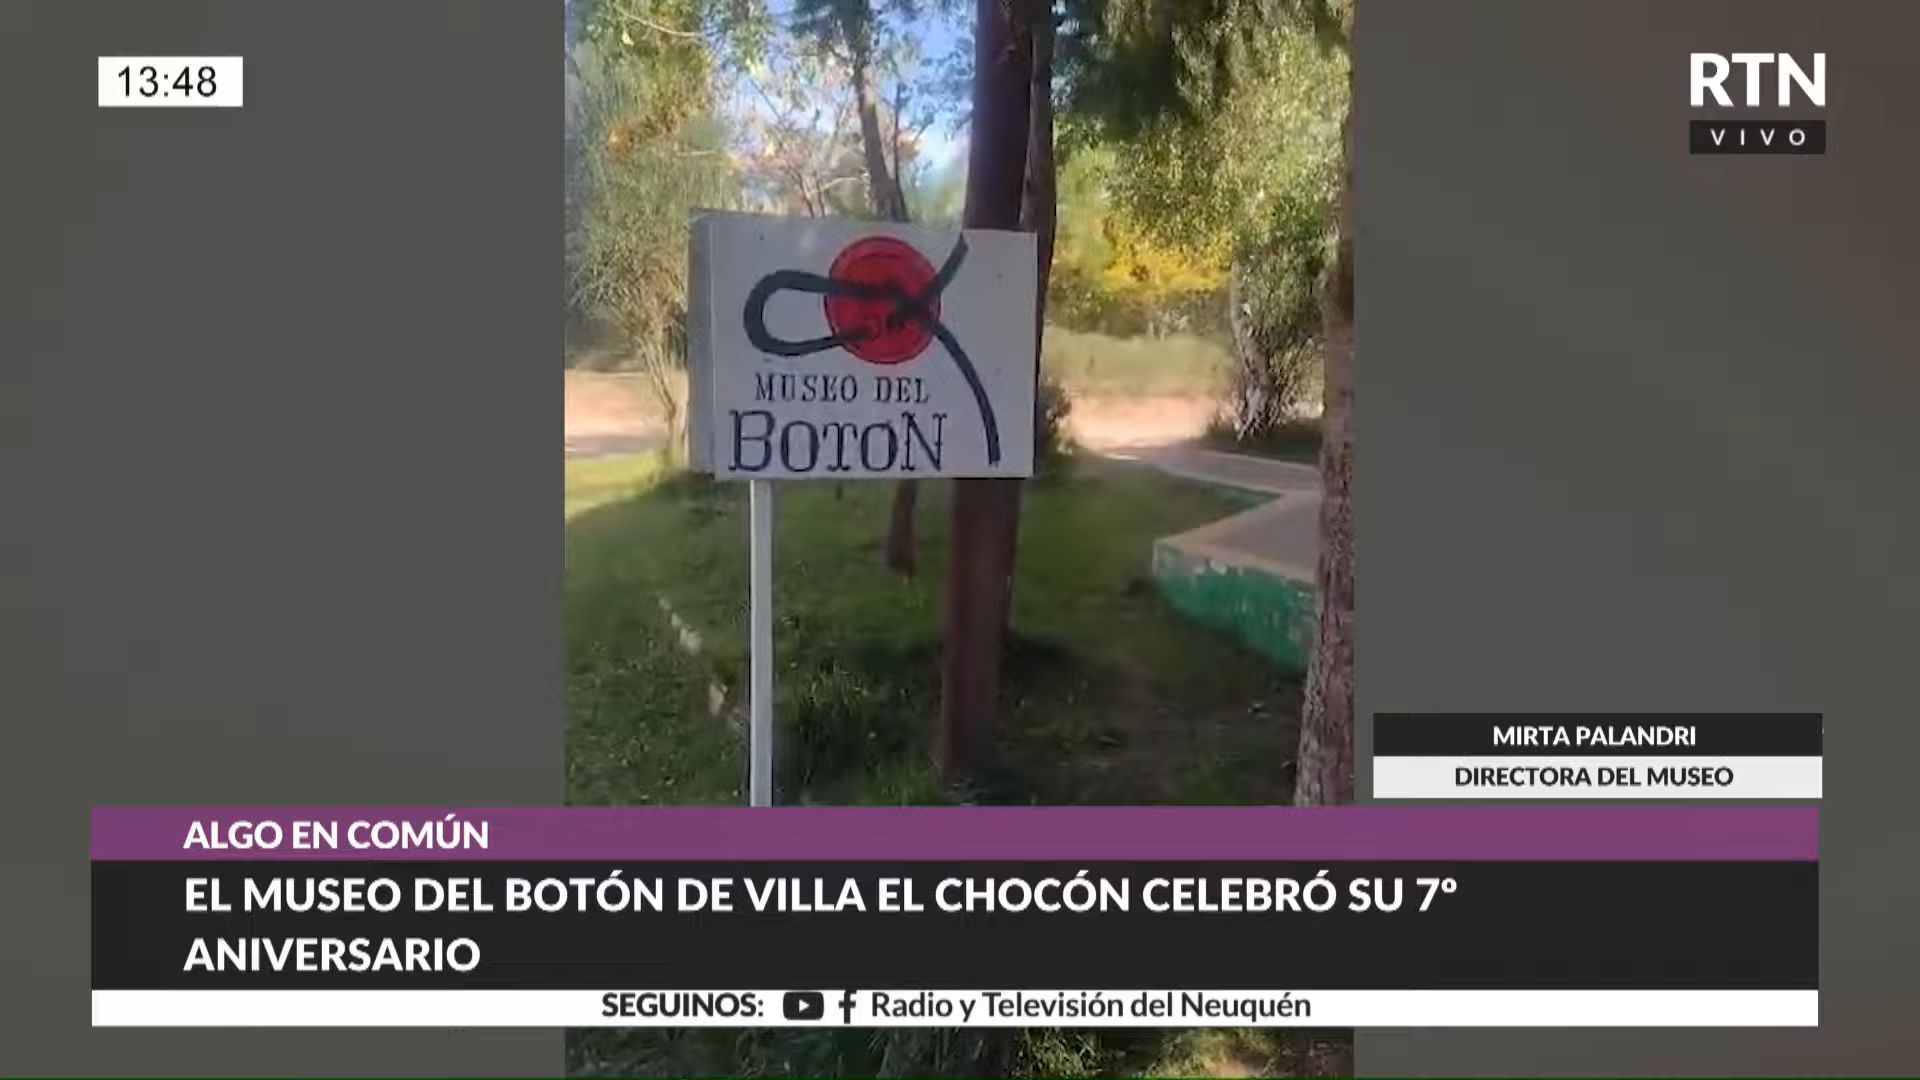 13:48
RTN
VIVO
MUSEO DEL
BOTON
MIRTA PALANDRI
DIRECTORA DEL MUSEO
ALGO EN COMÚN
EL MUSEO DEL BOTÓN DE VILLA EL CHOCÓN CELEBRÓ SU 7º
ANIVERSARIO
SEGUINOS: Radio y Televisión del Neuquén